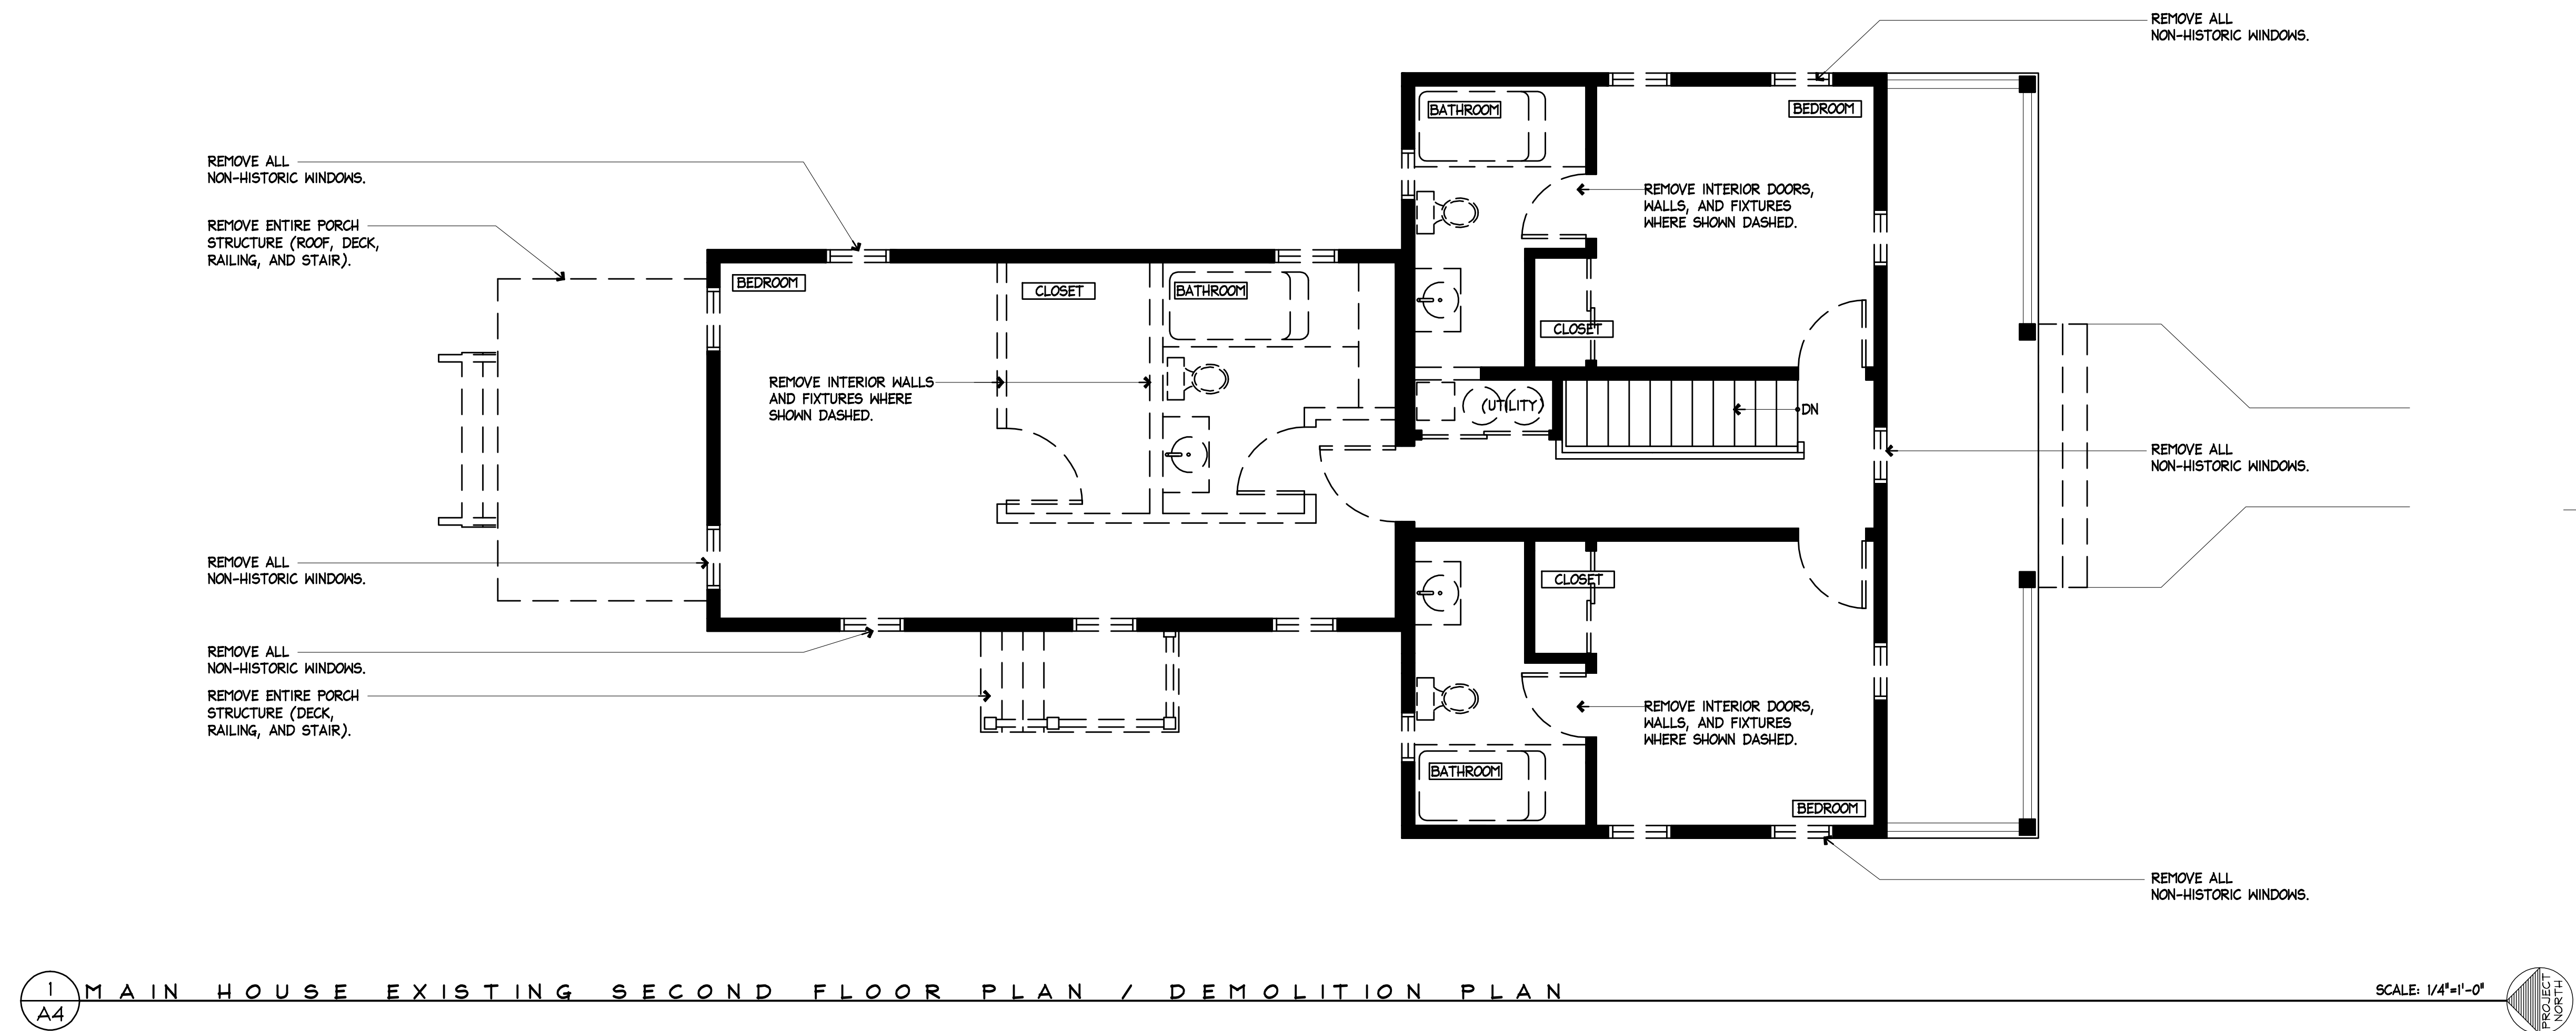 REMOVE ALL
NON-HISTORIC WINDOWS.
BATHROOM
BEDROOM
REMOVE ALL
NON-HISTORIC WINDOWS.
REMOVE INTERIOR DOORS,
WALLS, AND FIXTURES
WHERE SHOWN DASHED.
REMOVE ENTIRE PORCH
STRUCTURE (ROOF, DECK,
RAILING, AND STAIR).
BEDROOM
CLOSET
BATHROOM
CLOSET
REMOVE INTERIOR WALLS
AND FIXTURES WHERE
SHOWN DASHED.
(UTILITY)
DN
REMOVE ALL
NON-HISTORIC WINDOWS.
REMOVE ALL
NON-HISTORIC WINDOWS.
CLOSET
REMOVE ALL
NON-HISTORIC WINDOWS.
REMOVE ENTIRE PORCH
STRUCTURE (DECK,
RAILING, AND STAIR).
REMOVE INTERIOR DOORS,
WALLS, AND FIXTURES
WHERE SHOWN DASHED.
BATHROOM
BEDROOM
REMOVE ALL
NON-HISTORIC WINDOWS.
1
A4
MAIN HOUSE EXISTING SECOND FLOOR PLAN / DEMOLITION PLAN
SCALE: 1/4"=1'-0"
PROJECT
NORTH